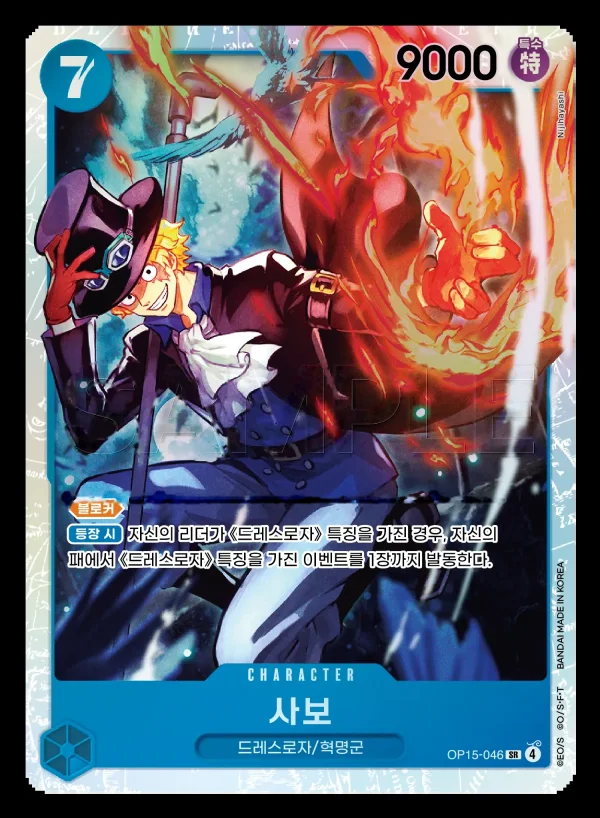 7
9000
특수
特
Nijihayashi
SAMPLE
블로커
등장 시 자신의 리더가 《드레스로자》 특징을 가진 경우, 자신의
패에서 《드레스로자》 특징을 가진 이벤트를 1장까지 발동한다.
CHARACTER
사보
드레스로자/혁명군
OP15-046 SR 4
©EO/S ©O/S·F·T BANDAI MADE IN KOREA